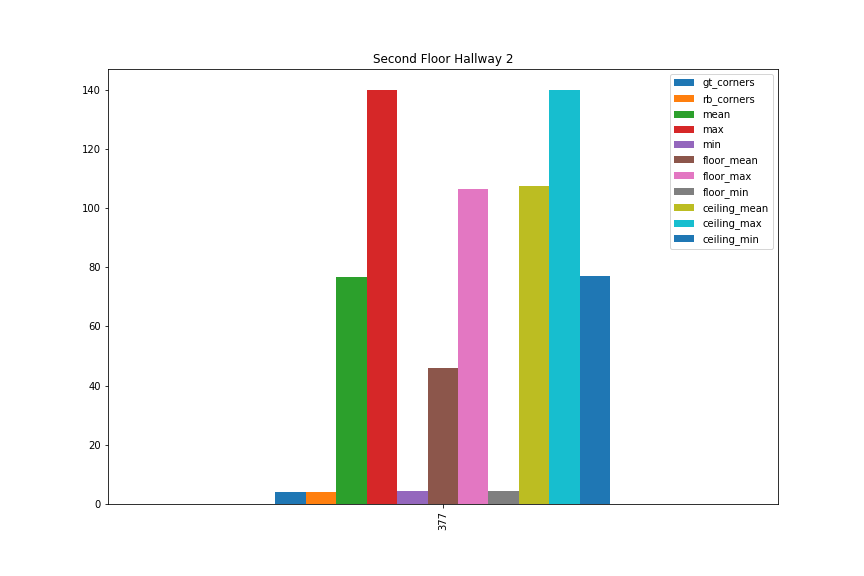 Second Floor Hallway 2
140
120
100
80
60
40
20
0
377
gt_corners
rb_corners
mean
max
min
floor_mean
floor_max
floor_min
ceiling_mean
ceiling_max
ceiling_min